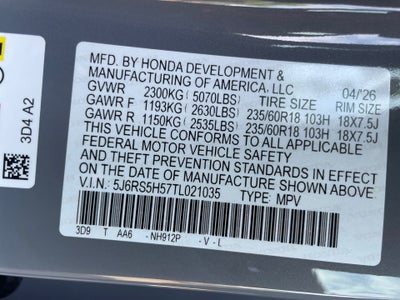 MFD. BY HONDA DEVELOPMENT &
MANUFACTURING OF AMERICA, LLC 04/'26
GVWR 2300KG (5070LBS) TIRE SIZE RIM SIZE
GAWR F 1193KG (2630LBS) 235/60R18 103H 18X7.5J
GAWR R 1150KG (2535LBS) 235/60R18 103H 18X7.5J
THIS VEHICLE CONFORMS TO ALL APPLICABLE
FEDERAL MOTOR VEHICLE SAFETY
AND THEFT PREVENTION STANDARDS IN EFFECT
ON THE DATE OF MANUFACTURE SHOWN ABOVE.
V.I.N.: 5J6RS5H57TL021035 TYPE: MPV
3D9 T AA6 -NH912P -V-L
3D4 A2